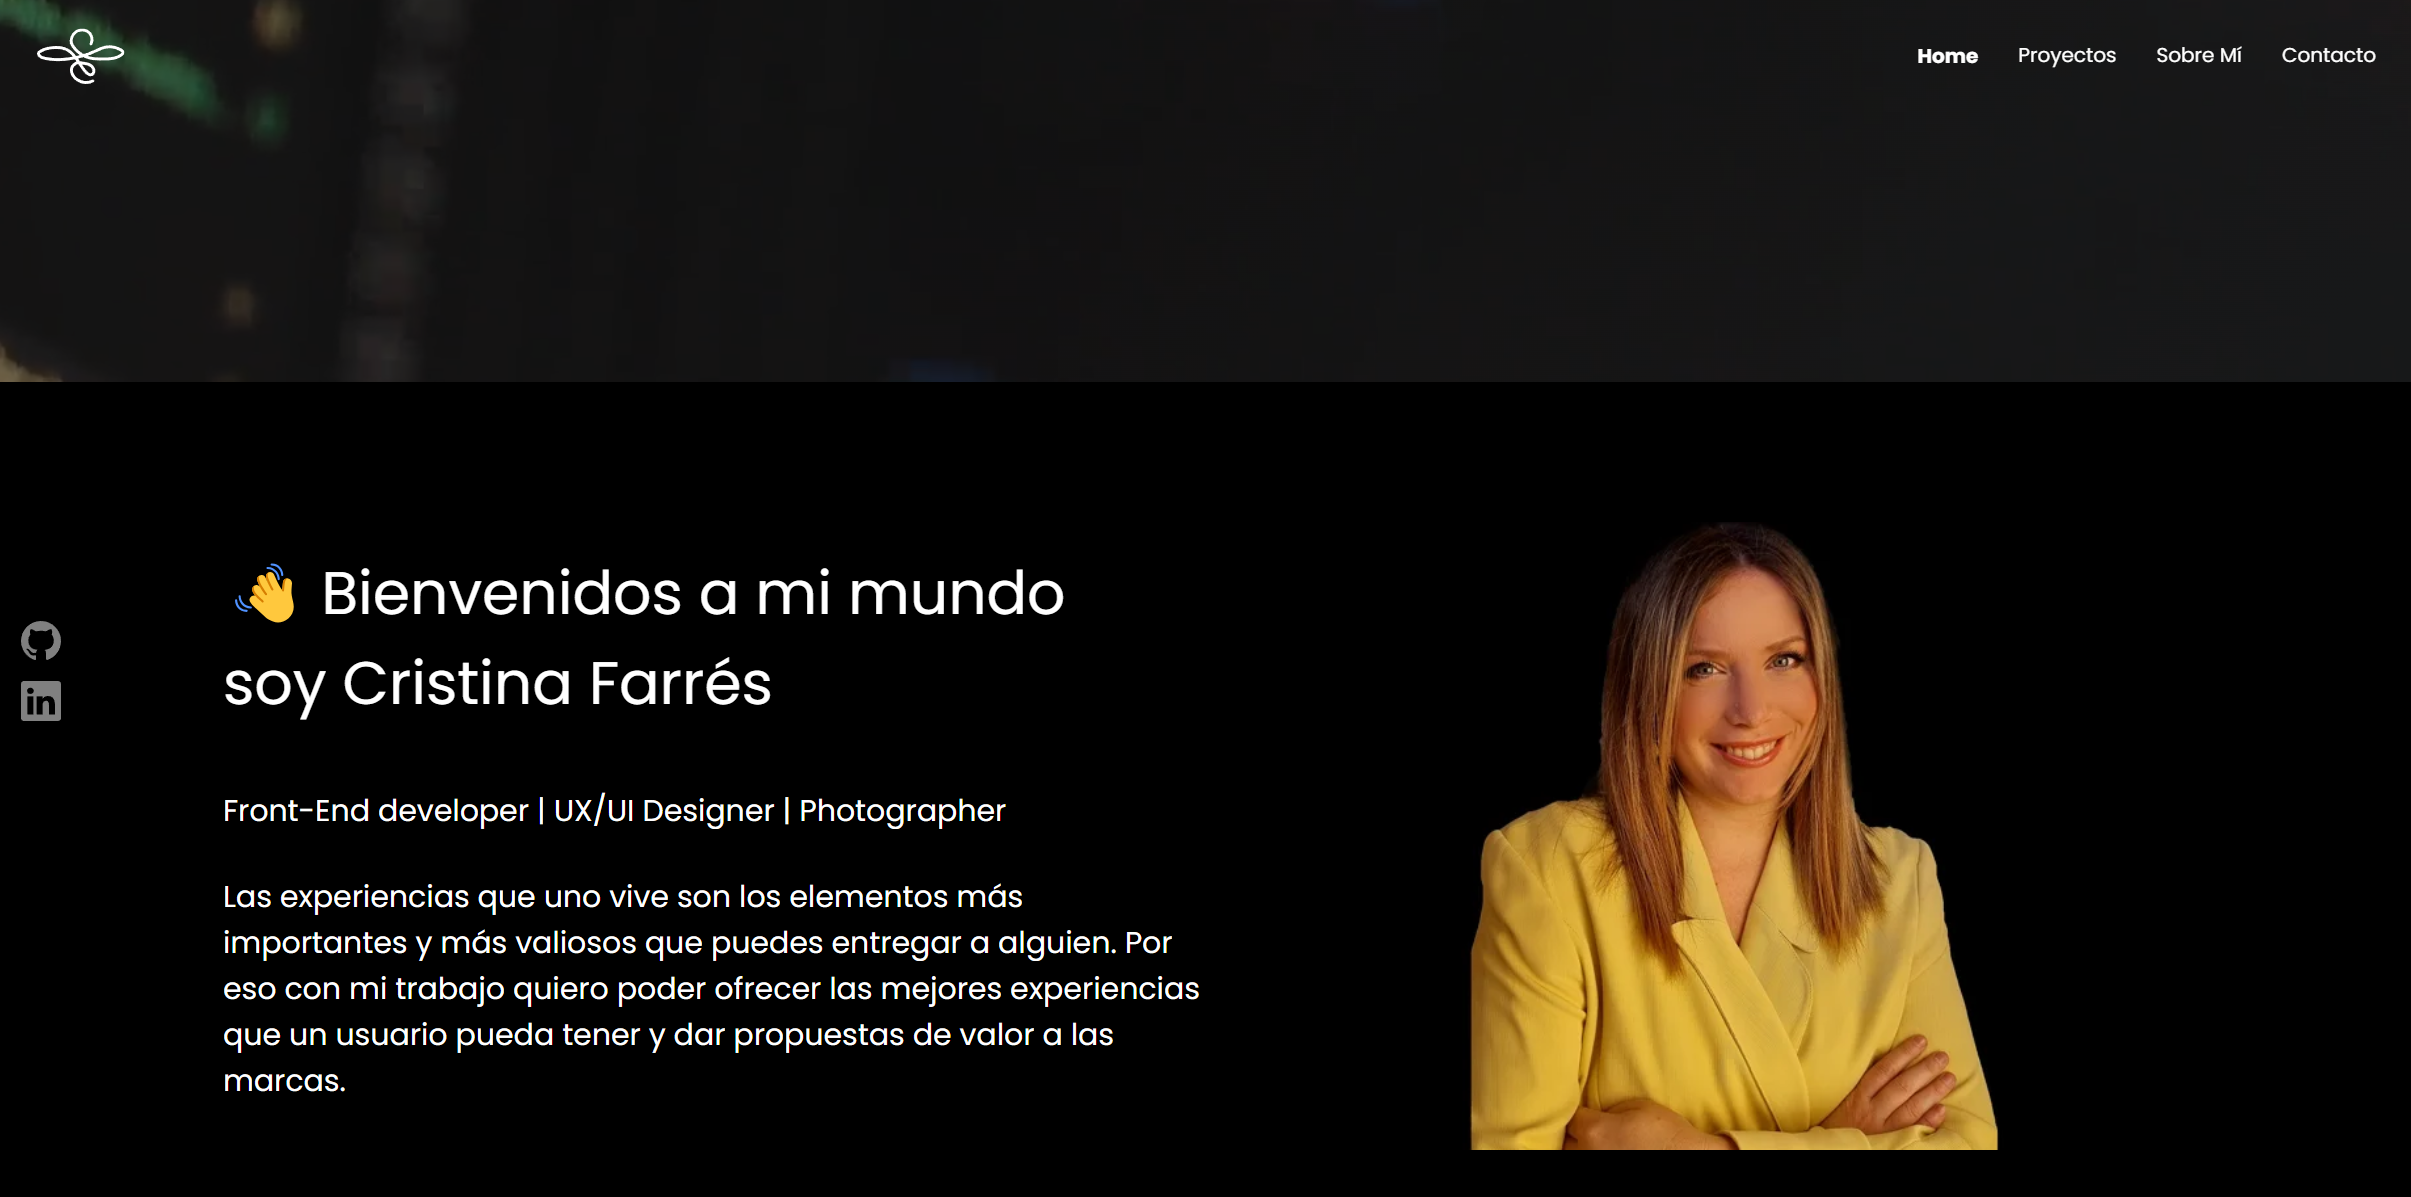 Home Proyectos Sobre Mí Contacto
👋 Bienvenidos a mi mundo
soy Cristina Farrés
in
Front-End developer | UX/UI Designer | Photographer
Las experiencias que uno vive son los elementos más
importantes y más valiosos que puedes entregar a alguien. Por
eso con mi trabajo quiero poder ofrecer las mejores experiencias
que un usuario pueda tener y dar propuestas de valor a las
marcas.